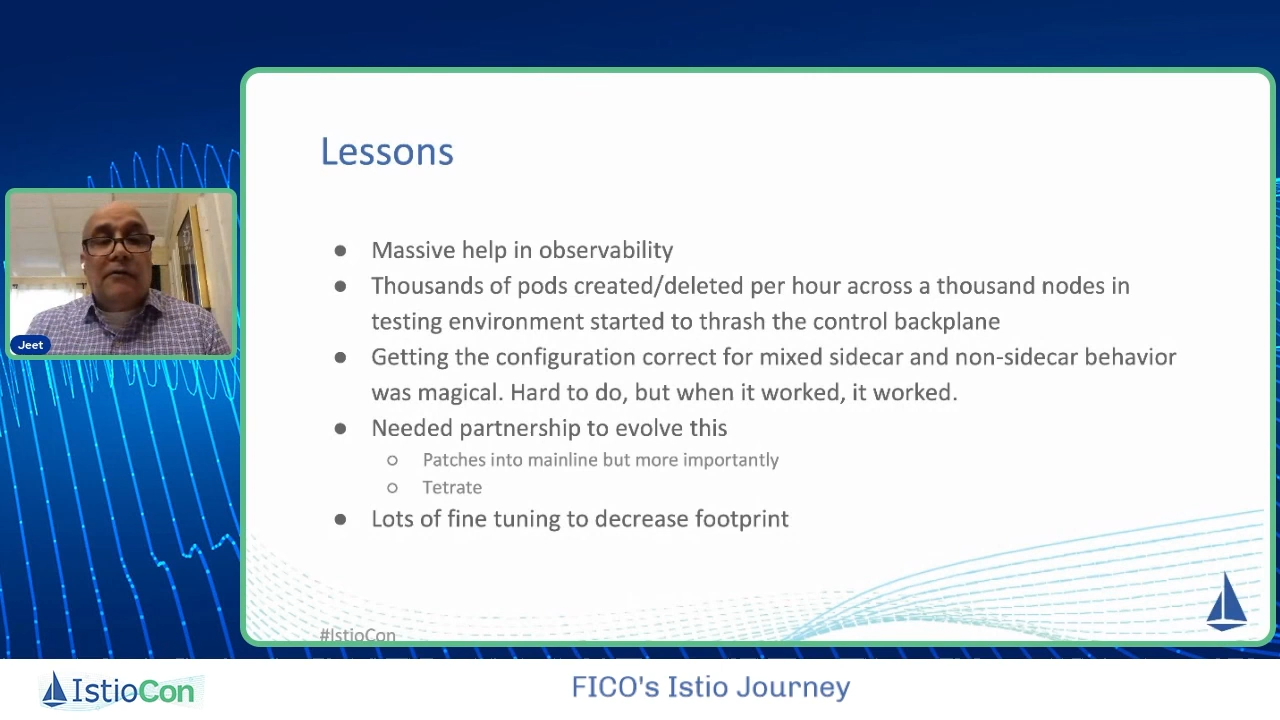 Lessons
● Massive help in observability
● Thousands of pods created/deleted per hour across a thousand nodes in
testing environment started to thrash the control backplane
● Getting the configuration correct for mixed sidecar and non-sidecar behavior
was magical. Hard to do, but when it worked, it worked.
● Needed partnership to evolve this
○ Patches into mainline but more importantly
○ Tetrate
● Lots of fine tuning to decrease footprint
#IstioCon
Jeet
IstioCon
FICO's Istio Journey